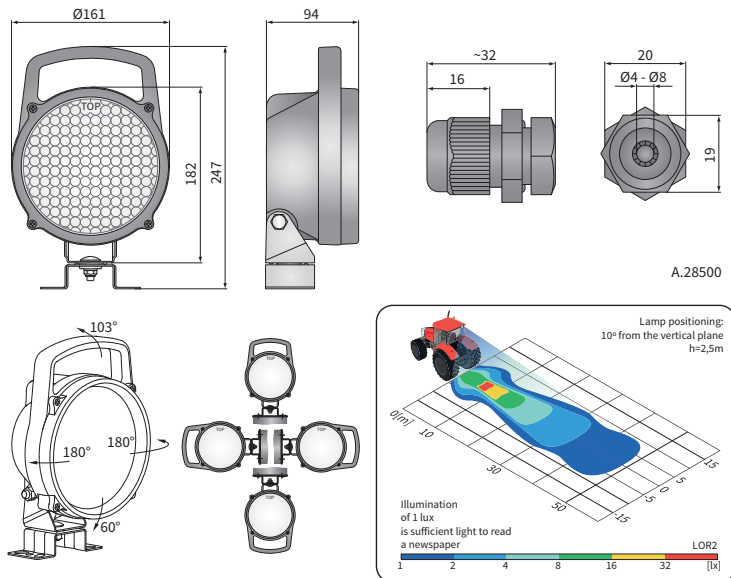 Ø161
94
TOP
182
247
~32
16
20
Ø4 - Ø8
19
A.28500
103°
180°
180°
60°
TOP
TOP
TOP
TOP
Lamp positioning:
10º from the vertical plane
h=2,5m
0[m]
10
30
50
-15
-5
0
5
15
Illumination
of 1 lux
is sufficient light to read
a newspaper
LOR2
1 2 4 8 16 32 [lx]